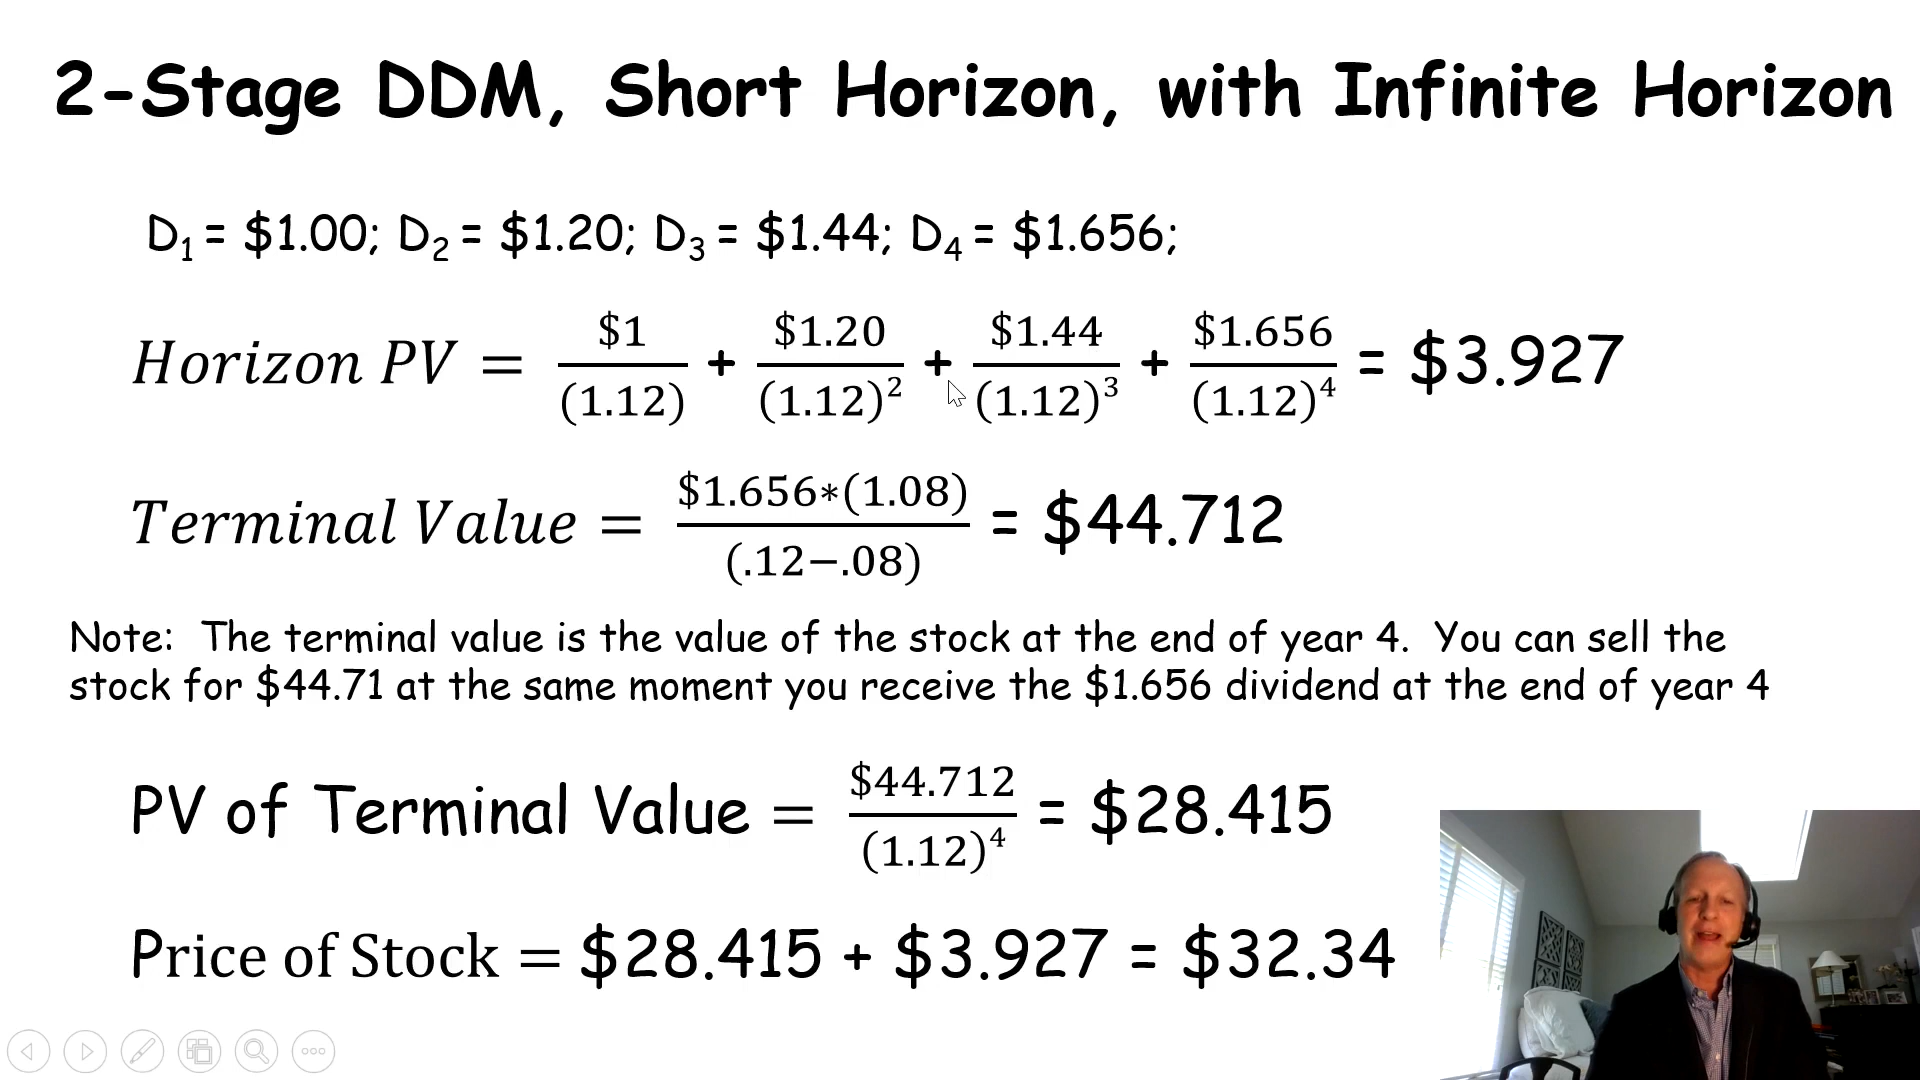 2-Stage DDM, Short Horizon, with Infinite Horizon
D₁ = $1.00; D₂ = $1.20; D₃ = $1.44; D₄ = $1.656;
Horizon PV = $1/(1.12) + $1.20/(1.12)² + $1.44/(1.12)³ + $1.656/(1.12)⁴ = $3.927
Terminal Value = $1.656*(1.08)/(.12−.08) = $44.712
Note: The terminal value is the value of the stock at the end of year 4. You can sell the
stock for $44.71 at the same moment you receive the $1.656 dividend at the end of year 4
PV of Terminal Value = $44.712/(1.12)⁴ = $28.415
Price of Stock = $28.415 + $3.927 = $32.34